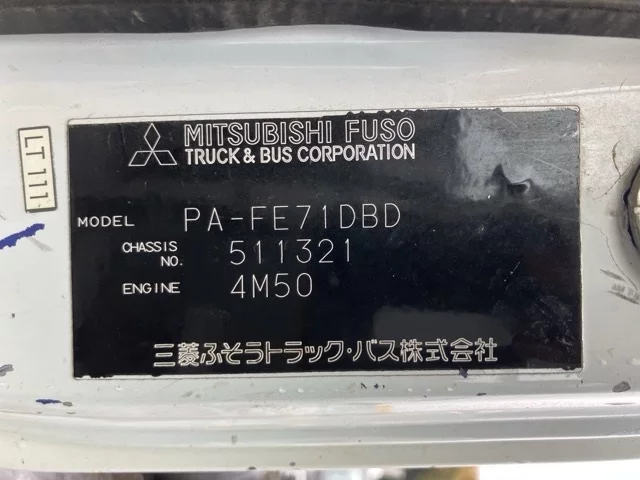 MITSUBISHI FUSO
TRUCK & BUS CORPORATION
LT111
MODEL PA-FE71DBD
CHASSIS NO. 511321
ENGINE 4M50
三菱ふそうトラック・バス株式会社